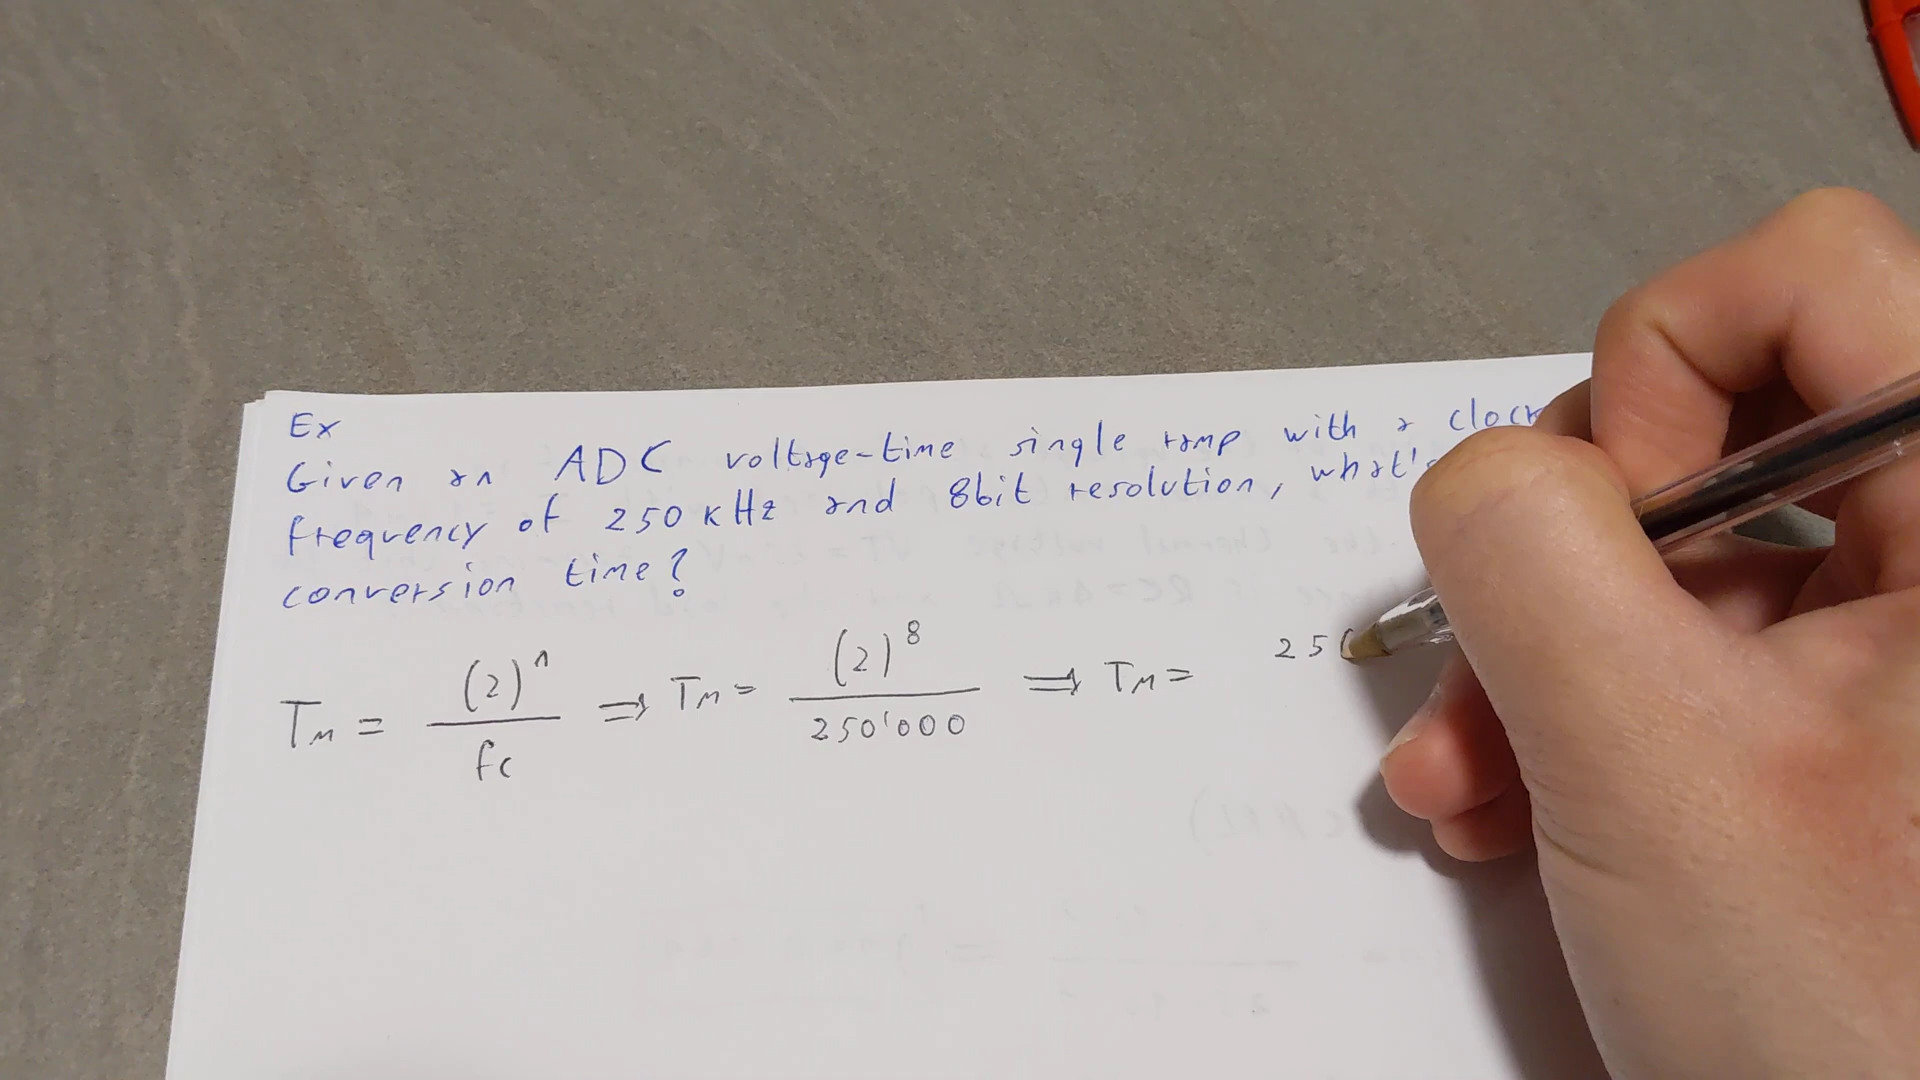 Ex
Given an ADC voltage-time single ramp with a clock
frequency of 250 kHz and 8bit resolution, what's
conversion time?
TM = (2)^n / fc ⇒ TM = (2)^8 / 250'000 ⇒ TM = 25